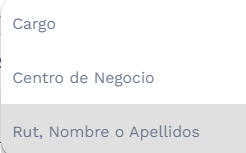 Cargo
Centro de Negocio
Rut, Nombre o Apellidos